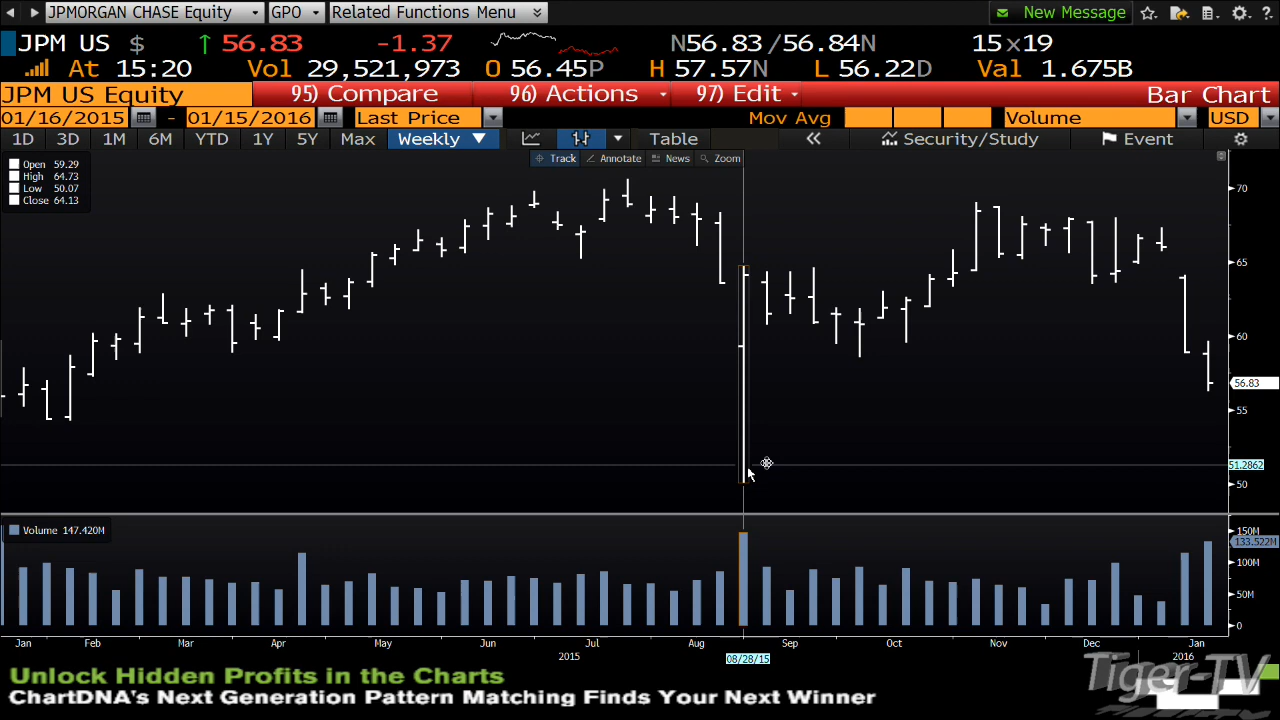 JPMORGAN CHASE Equity GPO Related Functions Menu New Message
JPM US $ ↑ 56.83 -1.37 N56.83 /56.84N 15x19
At 15:20 Vol 29,521,973 O 56.45P H 57.57N L 56.22D Val 1.675B
JPM US Equity 95) Compare 96) Actions 97) Edit Bar Chart
01/16/2015 - 01/15/2016 Last Price Mov Avg Volume USD
1D 3D 1M 6M YTD 1Y 5Y Max Weekly ▼ Table « Security/Study Event
Track Annotate News Zoom
Open 59.29
High 64.73
Low 50.07
Close 64.13
70
65
60
56.83
55
51.2862
50
Volume 147.420M
150M
133.522M
100M
50M
0
Jan Feb Mar Apr May Jun Jul Aug Sep Oct Nov Dec Jan
2015 08/28/15 2016
Unlock Hidden Profits in the Charts
ChartDNA's Next Generation Pattern Matching Finds Your Next Winner
Tiger-TV